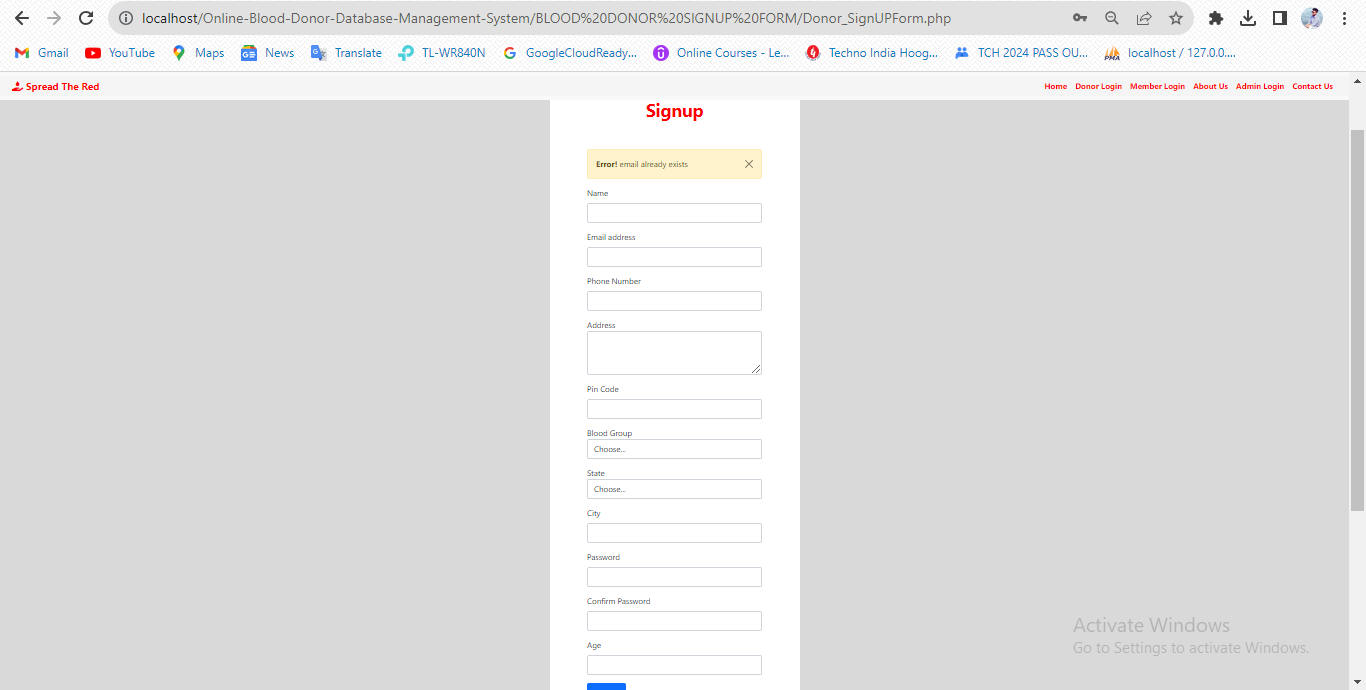 localhost/Online-Blood-Donor-Database-Management-System/BLOOD%20DONOR%20SIGNUP%20FORM/Donor_SignUPForm.php
Gmail YouTube Maps News Translate TL-WR840N GoogleCloudReady... Online Courses - Le... Techno India Hoog... TCH 2024 PASS OU... PMA localhost / 127.0.0....
Spread The Red Home Donor Login Member Login About Us Admin Login Contact Us
Signup
Error! email already exists
Name
Email address
Phone Number
Address
Pin Code
Blood Group
Choose...
State
Choose...
City
Password
Confirm Password
Age
Activate Windows
Go to Settings to activate Windows.